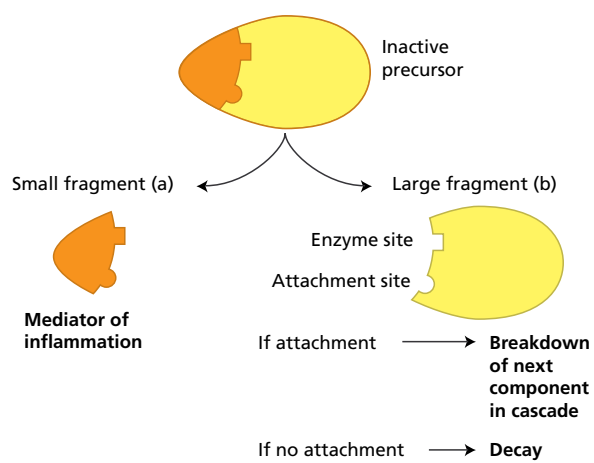 Inactive
precursor
Small fragment (a)
Large fragment (b)
Enzyme site
Attachment site
Mediator of
inflammation
If attachment
Breakdown
of next
component
in cascade
If no attachment
Decay